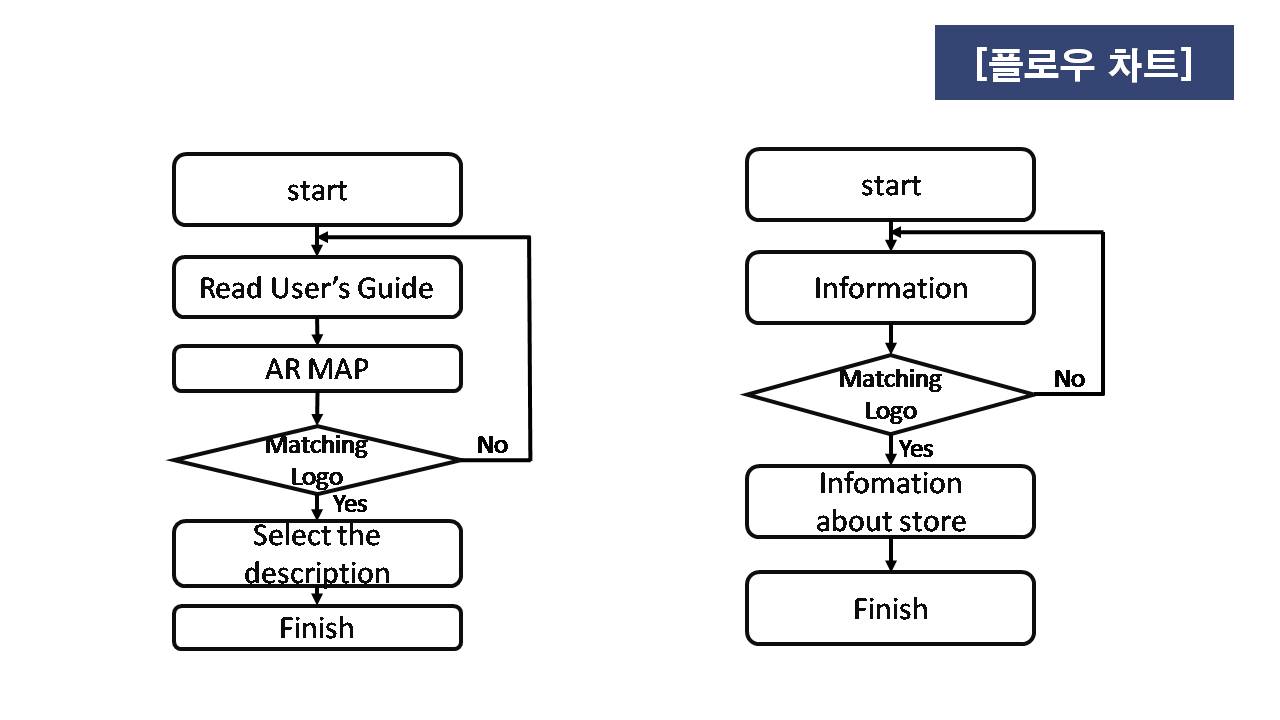 [플로우 차트]
start
Read User’s Guide
AR MAP
Matching
Logo
No
Yes
Select the
description
Finish
start
Information
Matching
Logo
No
Yes
Infomation
about store
Finish